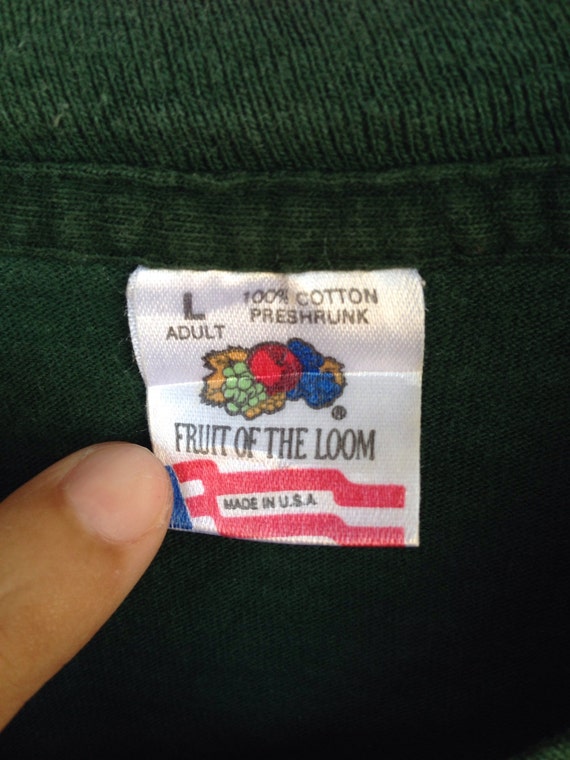 L 100% COTTON
ADULT PRESHRUNK
®
FRUIT OF THE LOOM
MADE IN U.S.A.